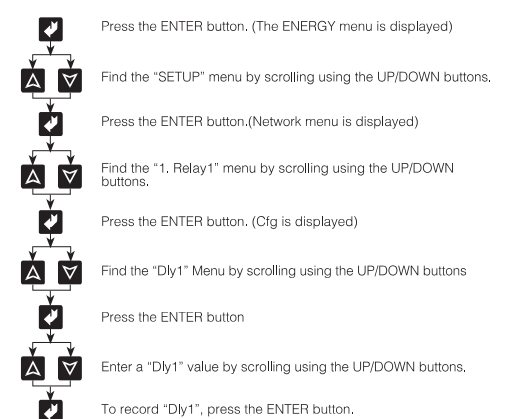 Press the ENTER button. (The ENERGY menu is displayed)
Find the “SETUP” menu by scrolling using the UP/DOWN buttons.
Press the ENTER button.(Network menu is displayed)
Find the “1. Relay1” menu by scrolling using the UP/DOWN
buttons.
Press the ENTER button. (Cfg is displayed)
Find the “Dly1” Menu by scrolling using the UP/DOWN buttons
Press the ENTER button
Enter a “Dly1” value by scrolling using the UP/DOWN buttons.
To record “Dly1”, press the ENTER button.